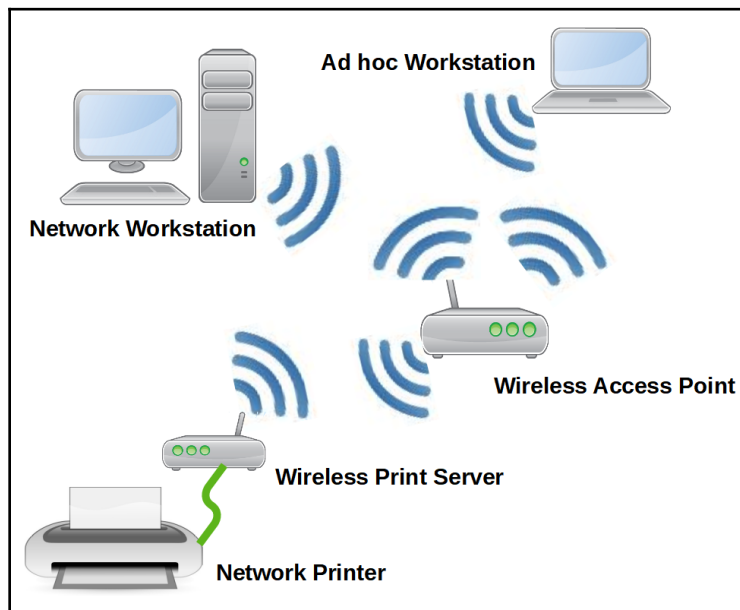 Ad hoc Workstation
Network Workstation
Wireless Access Point
Wireless Print Server
Network Printer